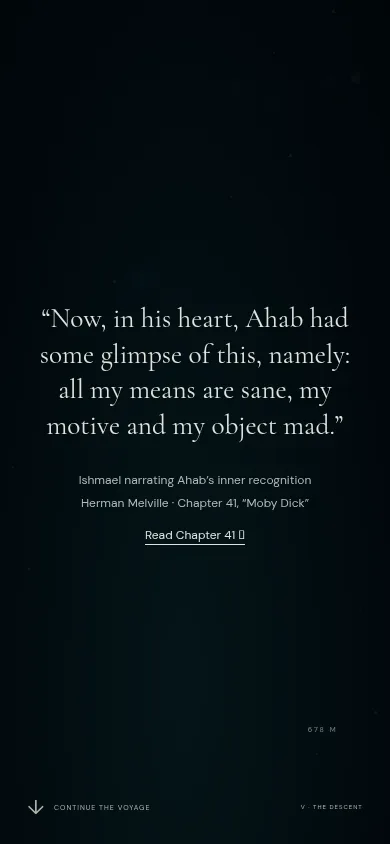 “Now, in his heart, Ahab had
some glimpse of this, namely:
all my means are sane, my
motive and my object mad.”
Ishmael narrating Ahab’s inner recognition
Herman Melville · Chapter 41, “Moby Dick”
Read Chapter 41
678 M
CONTINUE THE VOYAGE
V · THE DESCENT